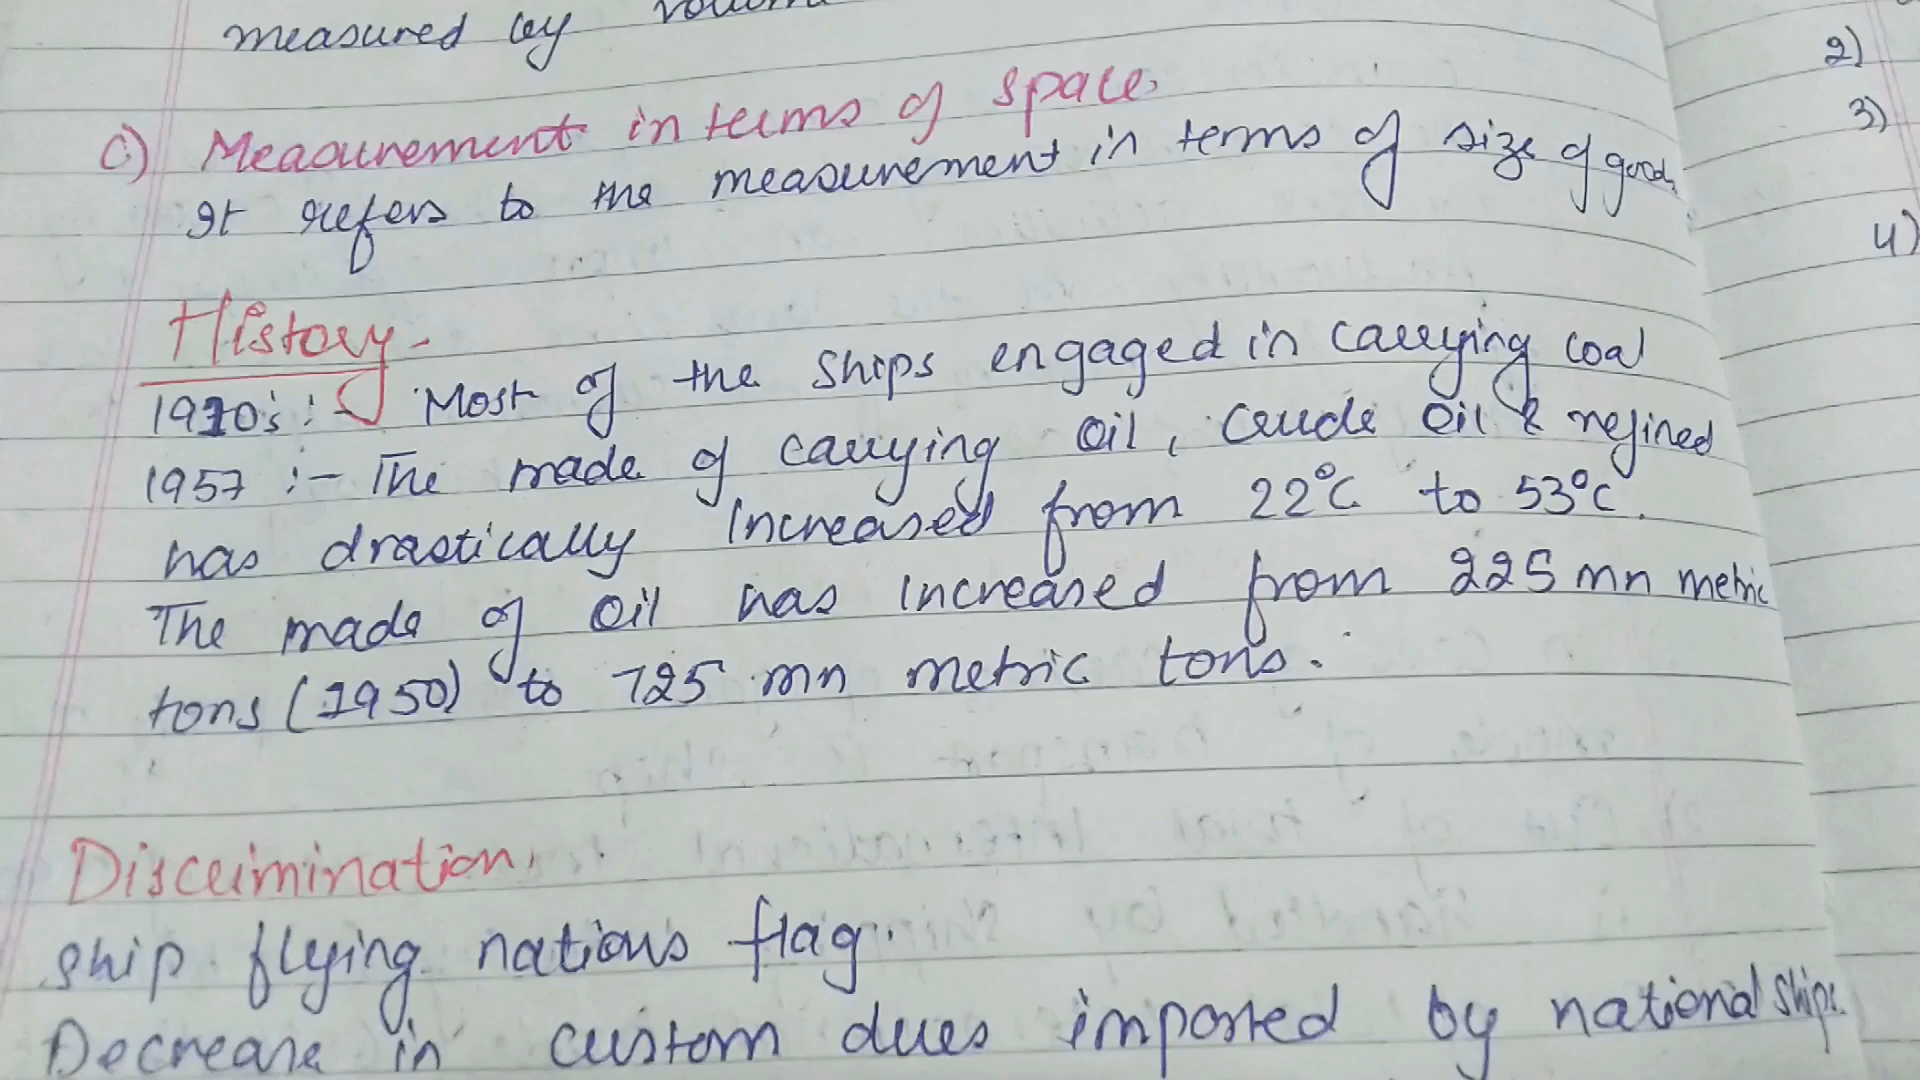 measured by
c) Measurement in terms of space.
It refers to the measurement in terms of size of goods
History-
1920's :- Most of the ships engaged in carrying coal
1957 :- The made of carrying oil, crude oil & refined
has drastically increased from 22°C to 53°C.
The made of oil has increased from 225 mn metric
tons (1950) to 725 mn metric tons.
Discrimination.
ship flying nations flag.
Decrease in custom dues imposed by national ships.
2)
3)
4)